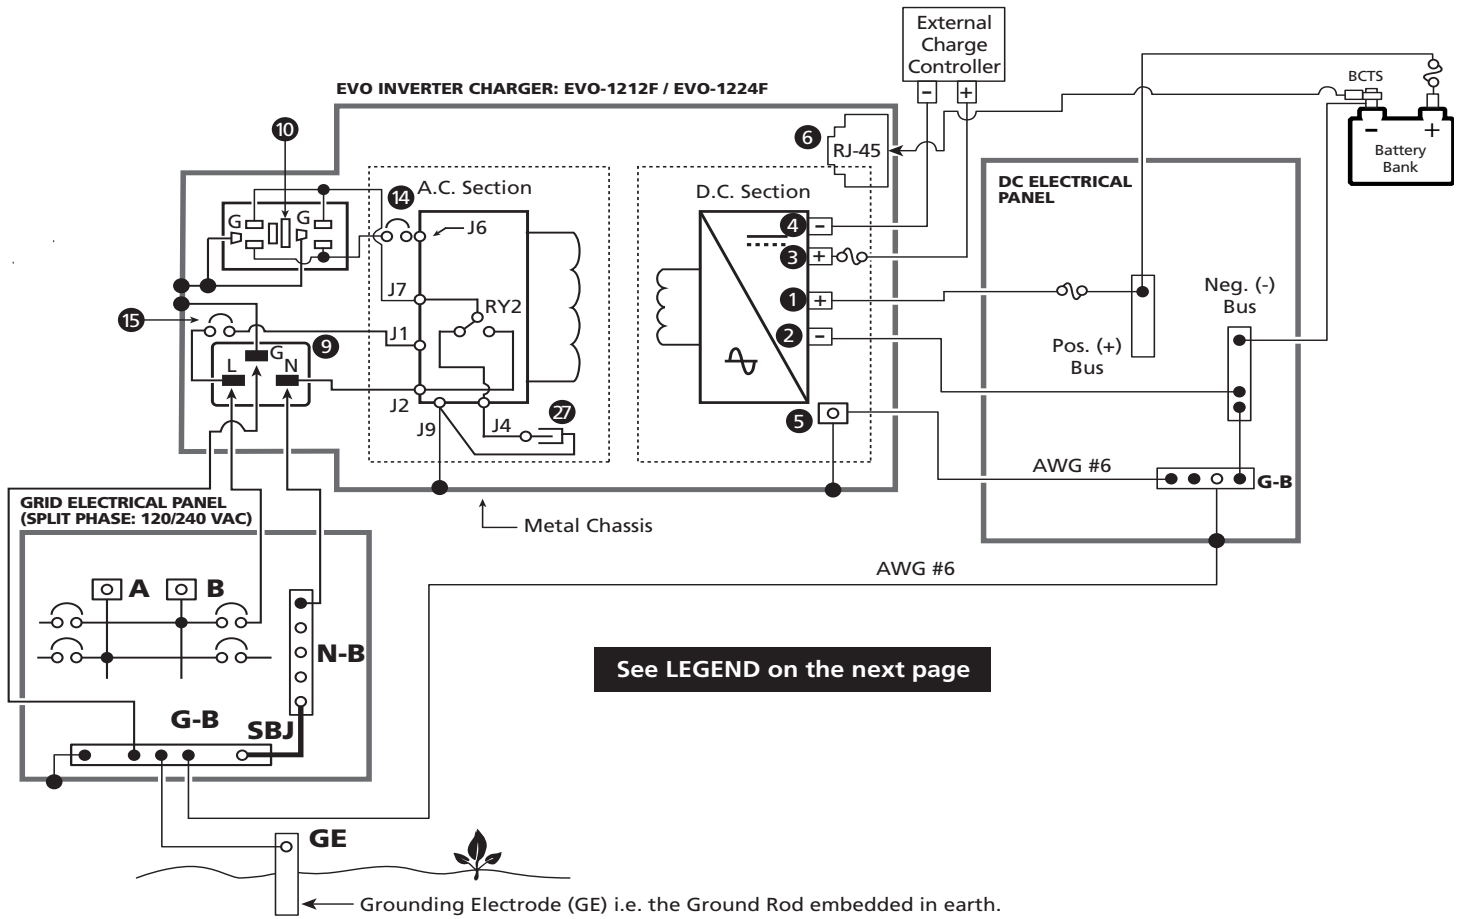 External
Charge
Controller
- +
BCTS
- +
Battery
Bank
EVO INVERTER CHARGER: EVO-1212F / EVO-1224F
10
6
RJ-45
14
A.C. Section
D.C. Section
DC ELECTRICAL
PANEL
G G
J6
4 -
3 +
J7
RY2
1 +
Neg. (-)
Bus
15
J1
2 -
Pos. (+)
Bus
9
G
L N
J2
J9
J4
27
5
AWG #6
G-B
GRID ELECTRICAL PANEL
(SPLIT PHASE: 120/240 VAC)
Metal Chassis
AWG #6
A B
N-B
See LEGEND on the next page
G-B
SBJ
GE
Grounding Electrode (GE) i.e. the Ground Rod embedded in earth.